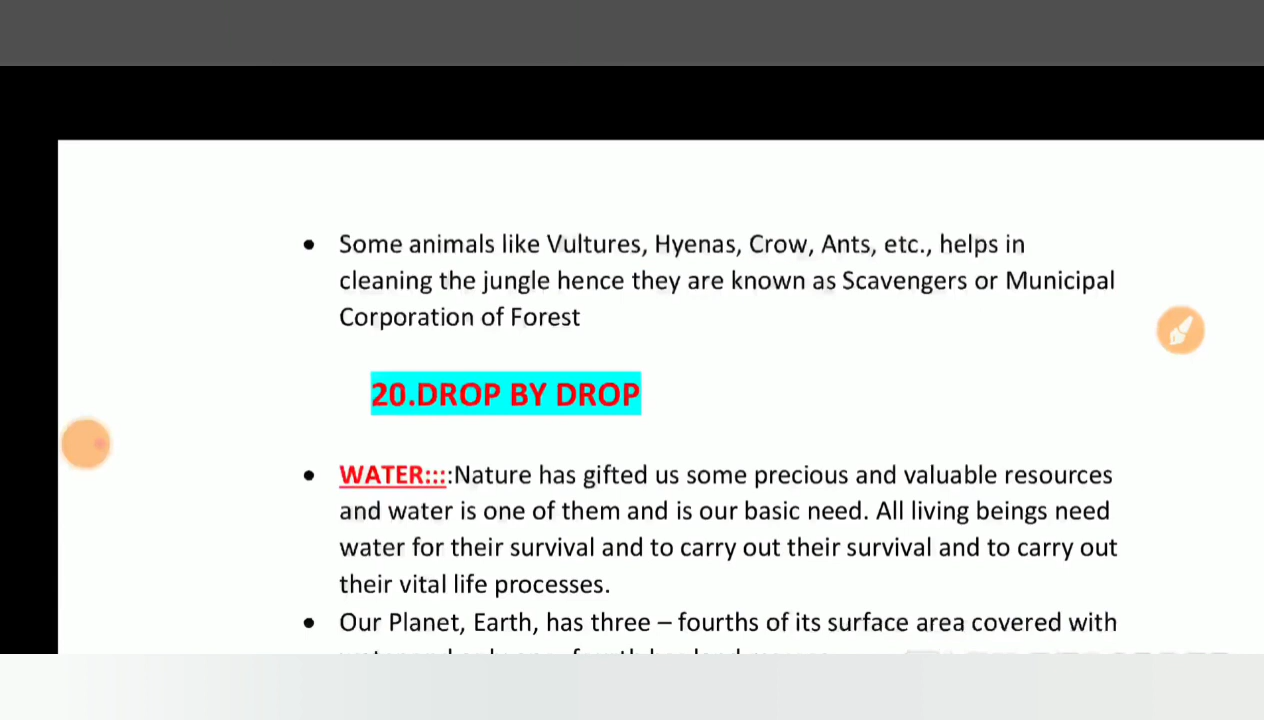 • Some animals like Vultures, Hyenas, Crow, Ants, etc., helps in
cleaning the jungle hence they are known as Scavengers or Municipal
Corporation of Forest
20.DROP BY DROP
• WATER::::Nature has gifted us some precious and valuable resources
and water is one of them and is our basic need. All living beings need
water for their survival and to carry out their survival and to carry out
their vital life processes.
• Our Planet, Earth, has three – fourths of its surface area covered with